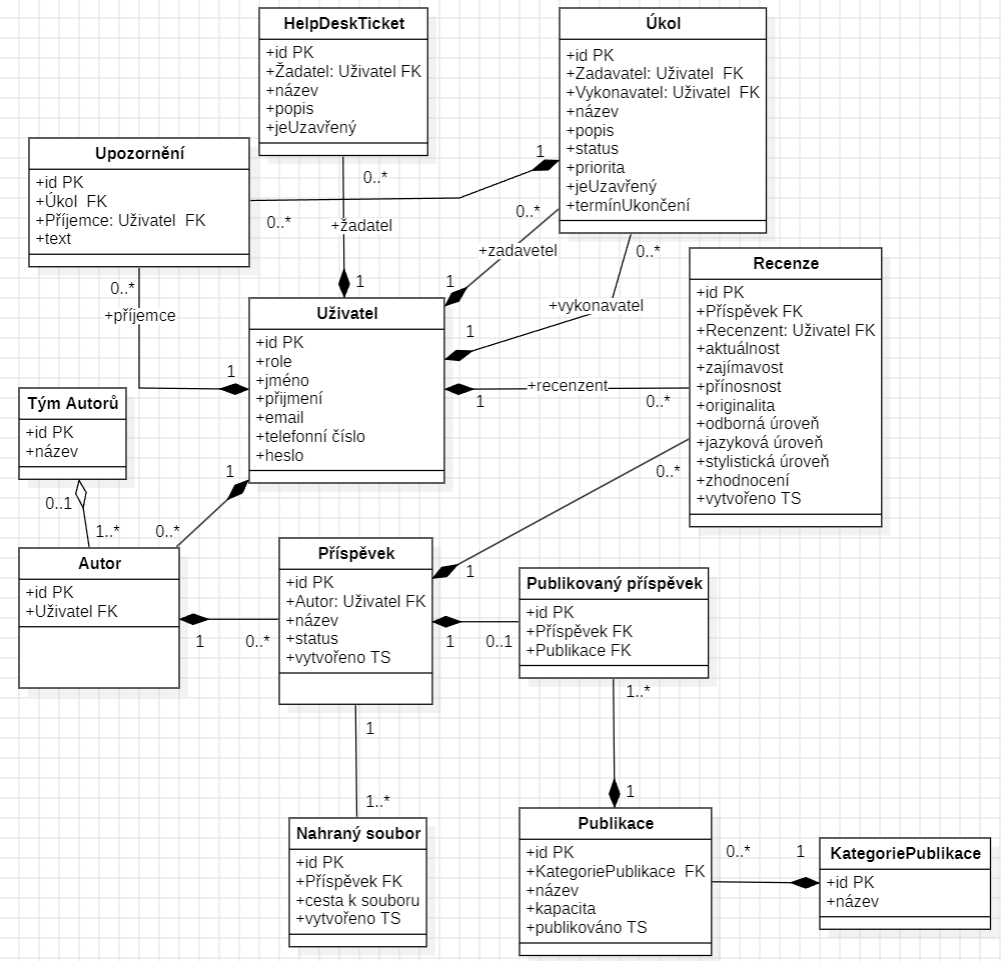 HelpDeskTicket
+id PK
+Žadatel: Uživatel FK
+název
+popis
+jeUzavřený
Úkol
+id PK
+Zadavatel: Uživatel  FK
+Vykonavatel: Uživatel  FK
+název
+popis
+status
+priorita
+jeUzavřený
+termínUkončení
Upozornění
+id PK
+Úkol  FK
+Příjemce: Uživatel  FK
+text
0..*
+žadatel
1
0..*
1
0..*
+zadavetel
1
0..*
+vykonavatel
1
0..*
+příjemce
1
Uživatel
+id PK
+role
+jméno
+přijmení
+email
+telefonní číslo
+heslo
Recenze
+id PK
+Příspěvek FK
+Recenzent: Uživatel FK
+aktuálnost
+zajímavost
+přínosnost
+originalita
+odborná úroveň
+jazyková úroveň
+stylistická úroveň
+zhodnocení
+vytvořeno TS
+recenzent
1
0..*
Tým Autorů
+id PK
+název
0..1
1..*
1
0..*
0..*
1
Autor
+id PK
+Uživatel FK
1
0..*
Příspěvek
+id PK
+Autor: Uživatel FK
+název
+status
+vytvořeno TS
1
0..1
Publikovaný příspěvek
+id PK
+Příspěvek FK
+Publikace FK
1
1..*
1..*
1
Nahraný soubor
+id PK
+Příspěvek FK
+cesta k souboru
+vytvořeno TS
Publikace
+id PK
+KategoriePublikace  FK
+název
+kapacita
+publikováno TS
0..*
1
KategoriePublikace
+id PK
+název